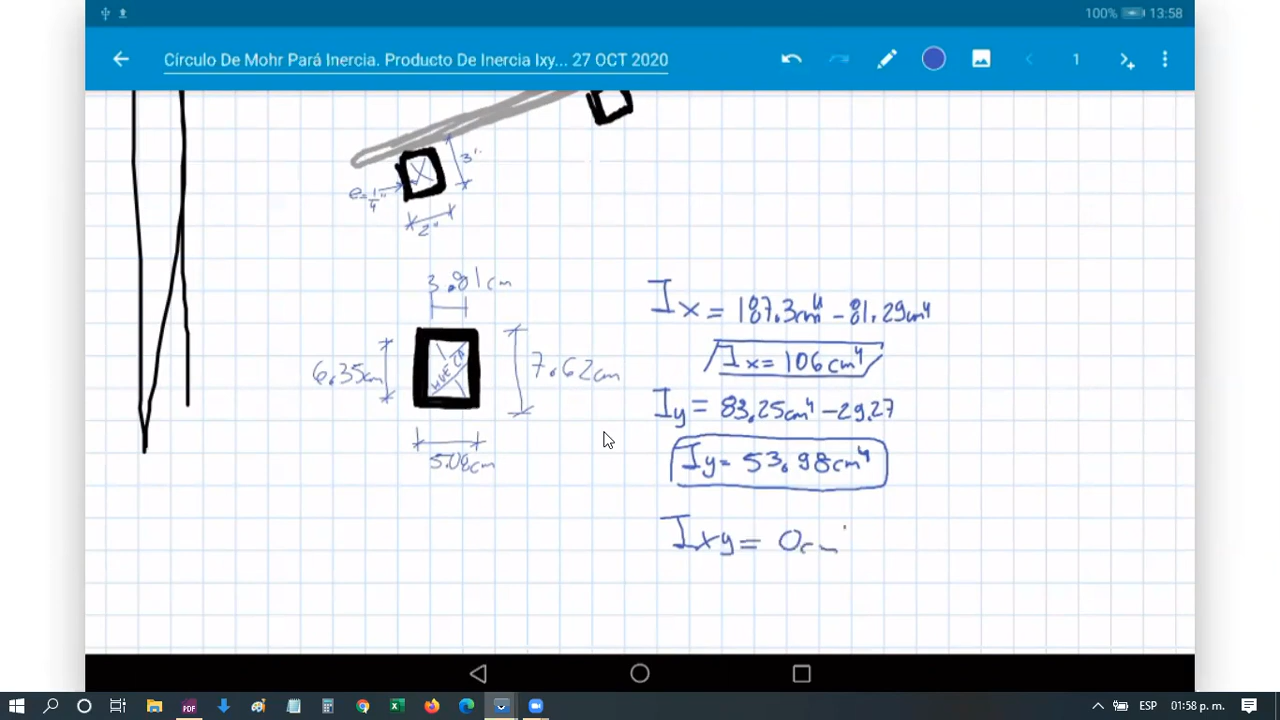 100% 13:58
Círculo De Mohr Pará Inercia. Producto De Inercia Ixy... 27 OCT 2020
1
3"
e=1/4"
2"
3.81cm
6.35cm
HUECA
7.62cm
5.08cm
Ix = 187.3cm⁴ - 81.29cm⁴
Ix = 106cm⁴
Iy = 83.25cm⁴ - 29.27
Iy = 53.98cm⁴
Ixy = 0cm
ESP 01:58 p. m.